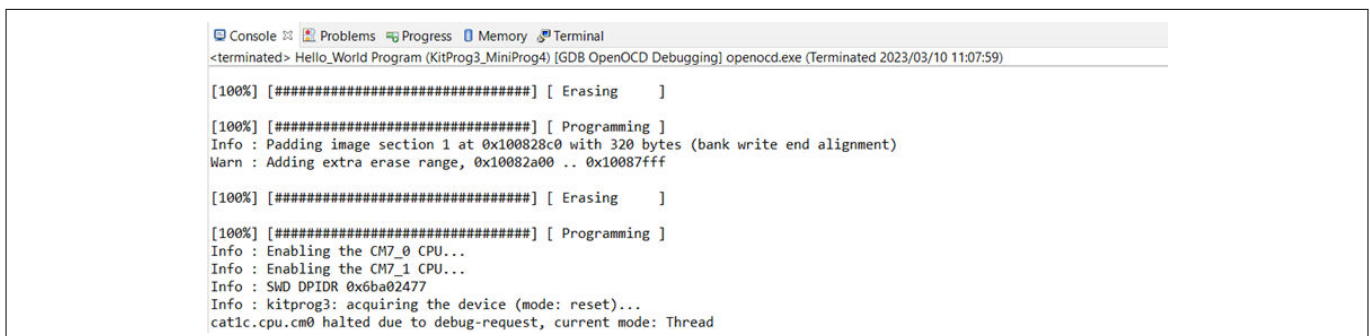 Console Problems Progress Memory Terminal
<terminated> Hello_World Program (KitProg3_MiniProg4) [GDB OpenOCD Debugging] openocd.exe (Terminated 2023/03/10 11:07:59)
[100%] [################################] [ Erasing     ]
[100%] [################################] [ Programming ]
Info : Padding image section 1 at 0x100828c0 with 320 bytes (bank write end alignment)
Warn : Adding extra erase range, 0x10082a00 .. 0x10087fff
[100%] [################################] [ Erasing     ]
[100%] [################################] [ Programming ]
Info : Enabling the CM7_0 CPU...
Info : Enabling the CM7_1 CPU...
Info : SWD DPIDR 0x6ba02477
Info : kitprog3: acquiring the device (mode: reset)...
cat1c.cpu.cm0 halted due to debug-request, current mode: Thread